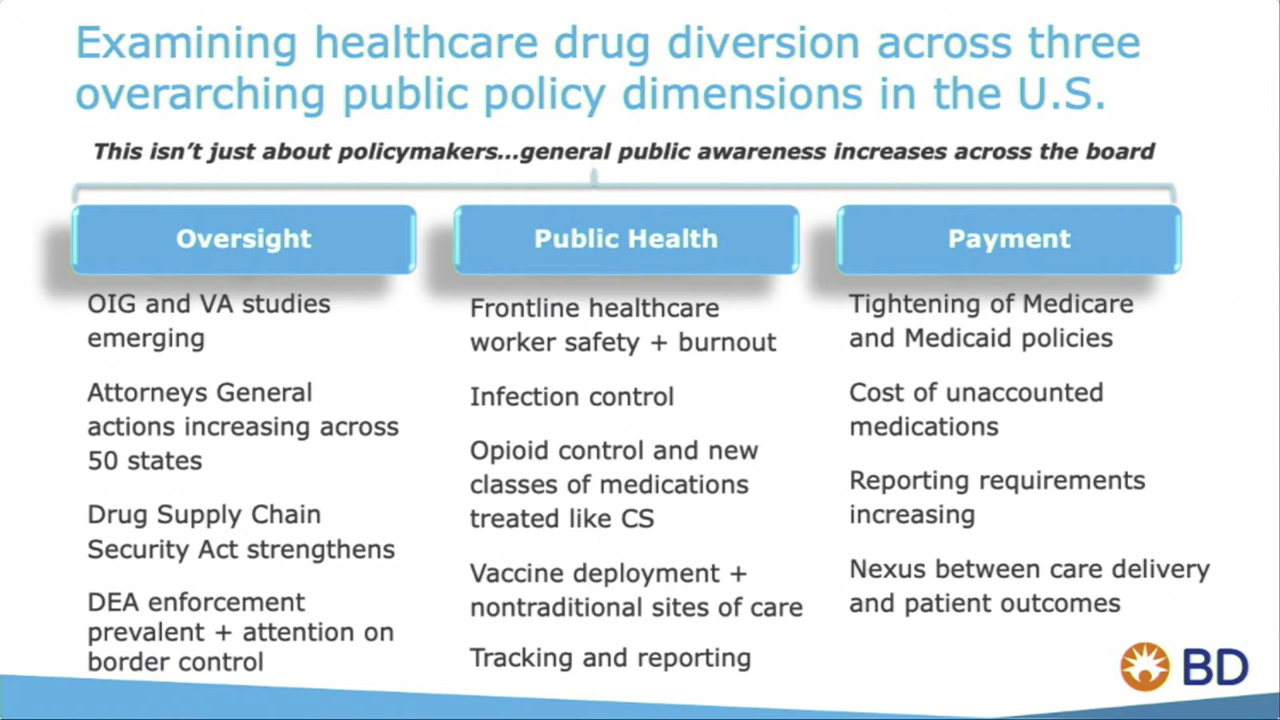 Examining healthcare drug diversion across three
overarching public policy dimensions in the U.S.
This isn't just about policymakers...general public awareness increases across the board
Oversight
OIG and VA studies
emerging
Attorneys General
actions increasing across
50 states
Drug Supply Chain
Security Act strengthens
DEA enforcement
prevalent + attention on
border control
Public Health
Frontline healthcare
worker safety + burnout
Infection control
Opioid control and new
classes of medications
treated like CS
Vaccine deployment +
nontraditional sites of care
Tracking and reporting
Payment
Tightening of Medicare
and Medicaid policies
Cost of unaccounted
medications
Reporting requirements
increasing
Nexus between care delivery
and patient outcomes
BD